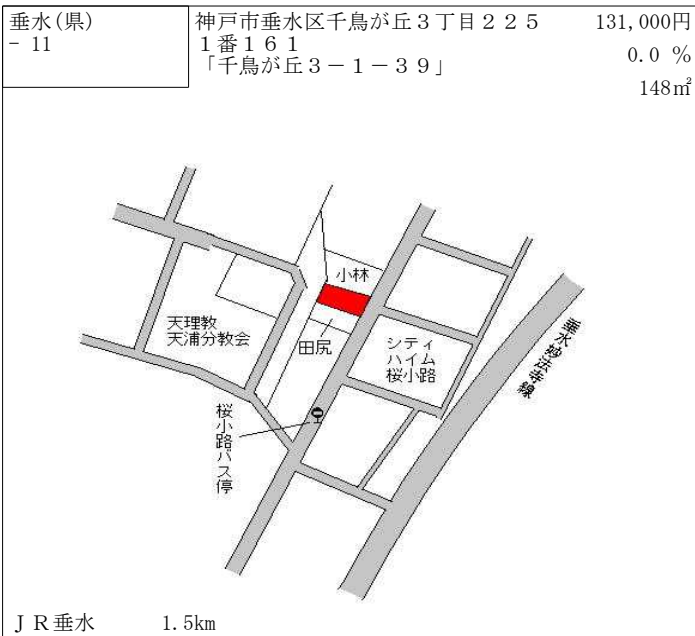 垂水(県)
- 11
神戸市垂水区千鳥が丘３丁目２２５
１番１６１
「千鳥が丘３－１－３９」
131,000円
0.0 %
148㎡
小林
天理教
天浦分教会
田尻
シティ
ハイム
桜小路
垂水妙法寺線
桜小路バス停
ＪＲ垂水 1.5km